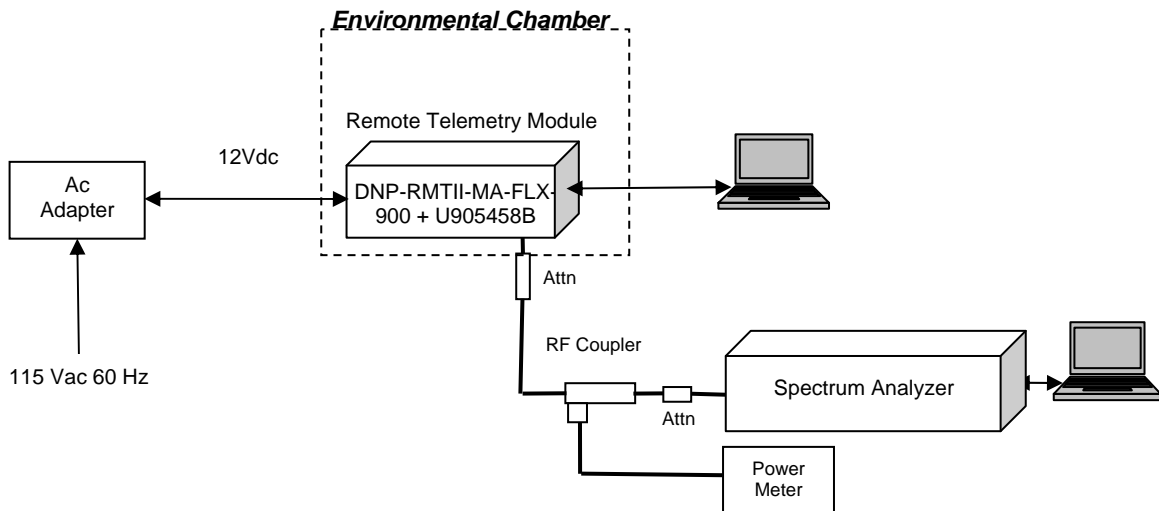 Environmental Chamber
Remote Telemetry Module
12Vdc
Ac
Adapter
DNP-RMTII-MA-FLX-
900 + U905458B
Attn
RF Coupler
115 Vac 60 Hz
Spectrum Analyzer
Attn
Power
Meter